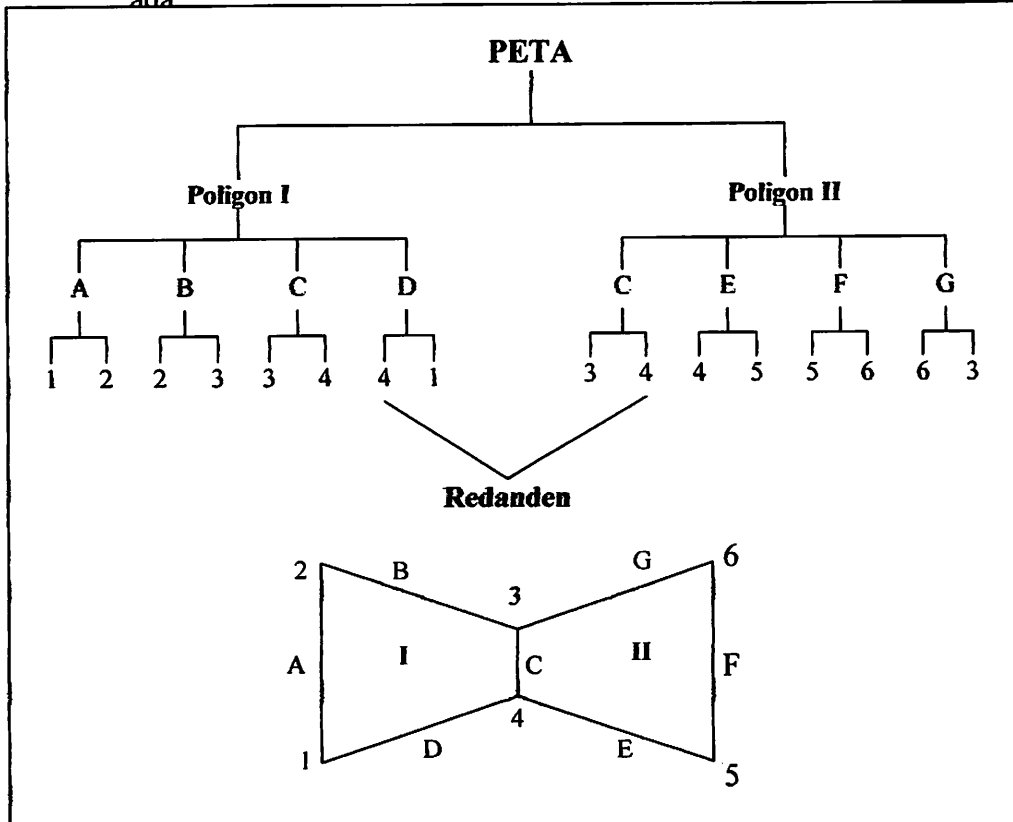 ada
PETA
Poligon I Poligon II
A B C D C E F G
1 2 2 3 3 4 4 1 3 4 4 5 5 6 6 3
Redanden
2 B G 6
3
A I C II F
4
1 D E 5